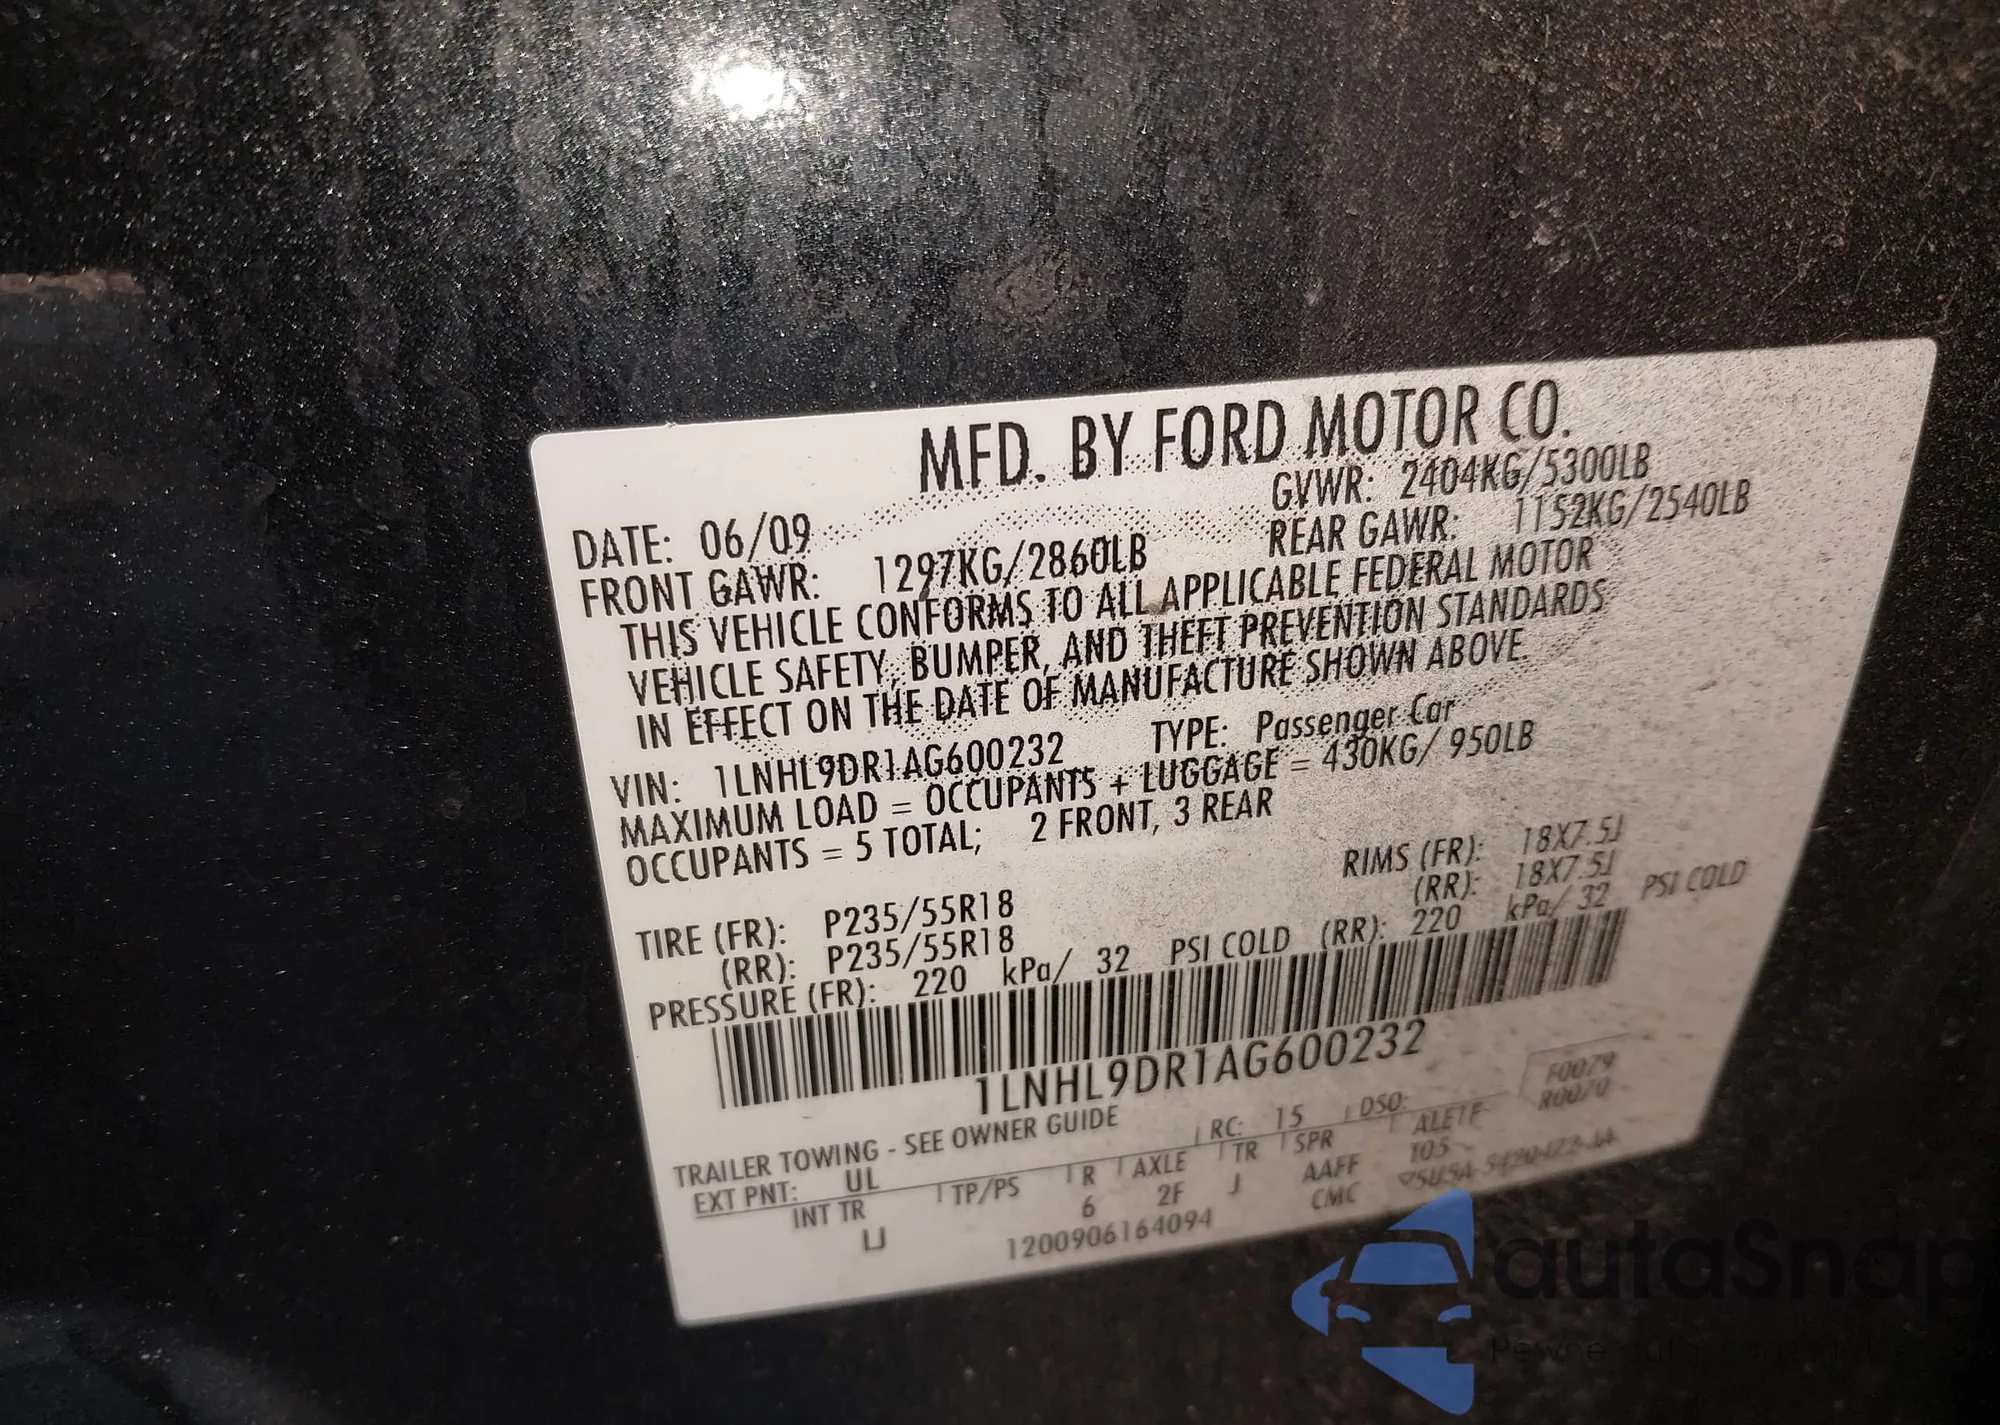 MFD. BY FORD MOTOR CO.
DATE: 06/09 GVWR: 2404KG/5300LB
FRONT GAWR: 1297KG/2860LB REAR GAWR: 1152KG/2540LB
THIS VEHICLE CONFORMS TO ALL APPLICABLE FEDERAL MOTOR
VEHICLE SAFETY, BUMPER, AND THEFT PREVENTION STANDARDS
IN EFFECT ON THE DATE OF MANUFACTURE SHOWN ABOVE.
VIN: 1LNHL9DR1AG600232 TYPE: Passenger Car
MAXIMUM LOAD = OCCUPANTS + LUGGAGE = 430KG/ 950LB
OCCUPANTS = 5 TOTAL; 2 FRONT, 3 REAR
TIRE (FR): P235/55R18 RIMS (FR): 18X7.5J
(RR): P235/55R18 (RR): 18X7.5J
PRESSURE (FR): 220 kPa/ 32 PSI COLD (RR): 220 kPa/ 32 PSI COLD
1LNHL9DR1AG600232
F0079
R0070
TRAILER TOWING - SEE OWNER GUIDE
EXT PNT: UL RC: 15 DSO:
INT TR TP/PS R AXLE TR SPR
LJ 6 2F J AAFF TOS
1200906164094 CMC
autaSnap